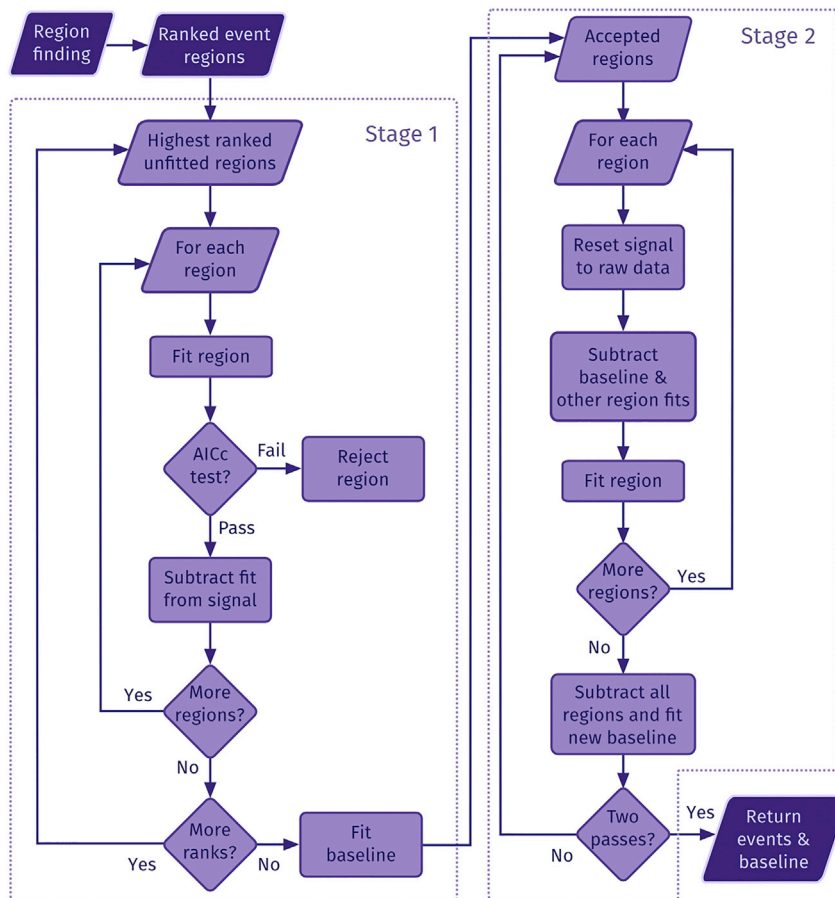 Region
finding
Ranked event
regions
Stage 1
Highest ranked
unfitted regions
For each
region
Fit region
AICc
test?
Fail
Reject
region
Pass
Subtract fit
from signal
More
regions?
Yes
No
More
ranks?
Yes
No
Fit
baseline
Stage 2
Accepted
regions
For each
region
Reset signal
to raw data
Subtract
baseline &
other region fits
Fit region
More
regions?
Yes
No
Subtract all
regions and fit
new baseline
Two
passes?
No
Yes
Return
events &
baseline